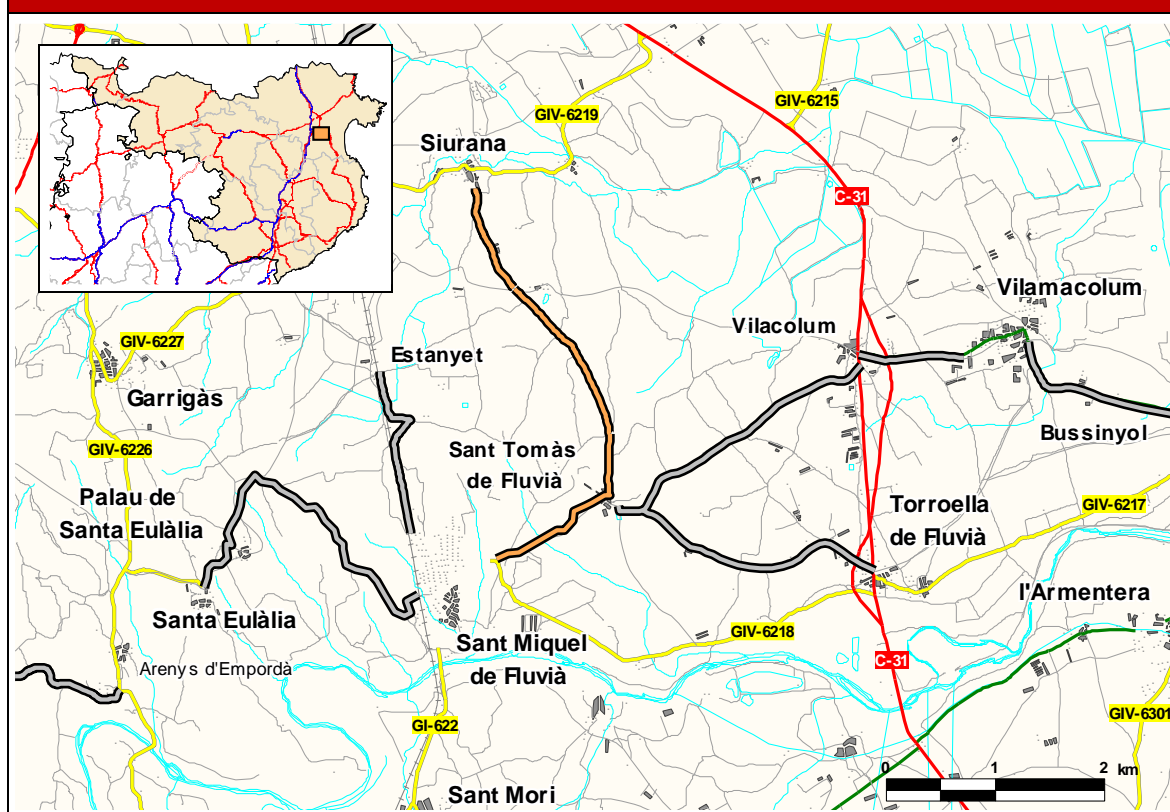 GIV-6215
GIV-6219
Siurana
C-31
Vilamacolum
Vilacolum
GIV-6227
Estanyet
Garrigàs
Bussinyol
GIV-6226
Sant Tomàs
de Fluvià
Palau de
Santa Eulàlia
Torroella
de Fluvià
GIV-6217
l'Armentera
Santa Eulàlia
GIV-6218
Sant Miquel
de Fluvià
C-31
Arenys d'Empordà
GIV-6301
GI-622
0 1 2 km
Sant Mori